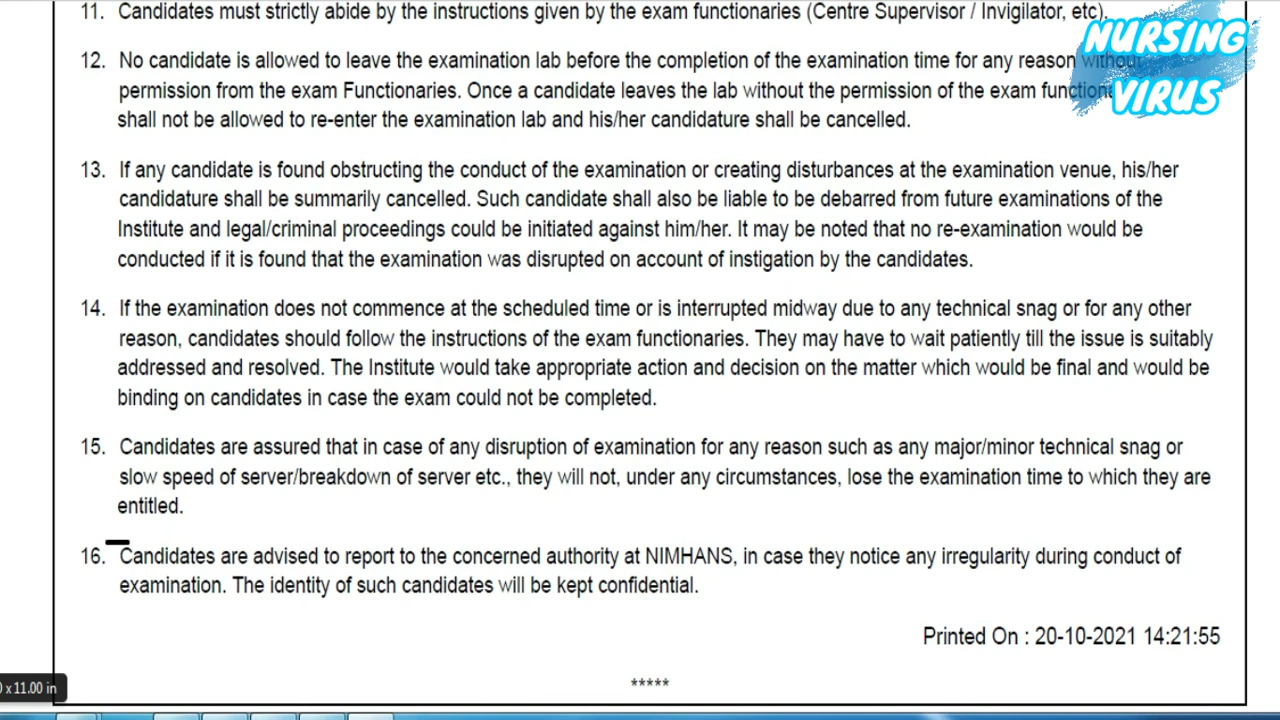 11. Candidates must strictly abide by the instructions given by the exam functionaries (Centre Supervisor / Invigilator, etc).
NURSING
VIRUS
12. No candidate is allowed to leave the examination lab before the completion of the examination time for any reason without
permission from the exam Functionaries. Once a candidate leaves the lab without the permission of the exam
shall not be allowed to re-enter the examination lab and his/her candidature shall be cancelled.
13. If any candidate is found obstructing the conduct of the examination or creating disturbances at the examination venue, his/her
candidature shall be summarily cancelled. Such candidate shall also be liable to be debarred from future examinations of the
Institute and legal/criminal proceedings could be initiated against him/her. It may be noted that no re-examination would be
conducted if it is found that the examination was disrupted on account of instigation by the candidates.
14. If the examination does not commence at the scheduled time or is interrupted midway due to any technical snag or for any other
reason, candidates should follow the instructions of the exam functionaries. They may have to wait patiently till the issue is suitably
addressed and resolved. The Institute would take appropriate action and decision on the matter which would be final and would be
binding on candidates in case the exam could not be completed.
15. Candidates are assured that in case of any disruption of examination for any reason such as any major/minor technical snag or
slow speed of server/breakdown of server etc., they will not, under any circumstances, lose the examination time to which they are
entitled.
16. Candidates are advised to report to the concerned authority at NIMHANS, in case they notice any irregularity during conduct of
examination. The identity of such candidates will be kept confidential.
Printed On : 20-10-2021 14:21:55
*****
x 11.00 in